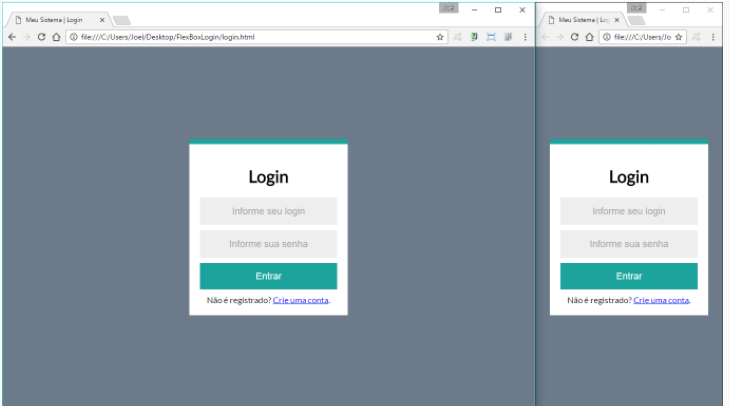 Meu Sistema | Login
file:///C:/Users/Joel/Desktop/FlexBoxLogin/login.html
Login
Informe seu login
Informe sua senha
Entrar
Não é registrado? Crie uma conta.
Meu Sistema | Log
file:///C:/Users/Jo
Login
Informe seu login
Informe sua senha
Entrar
Não é registrado? Crie uma conta.